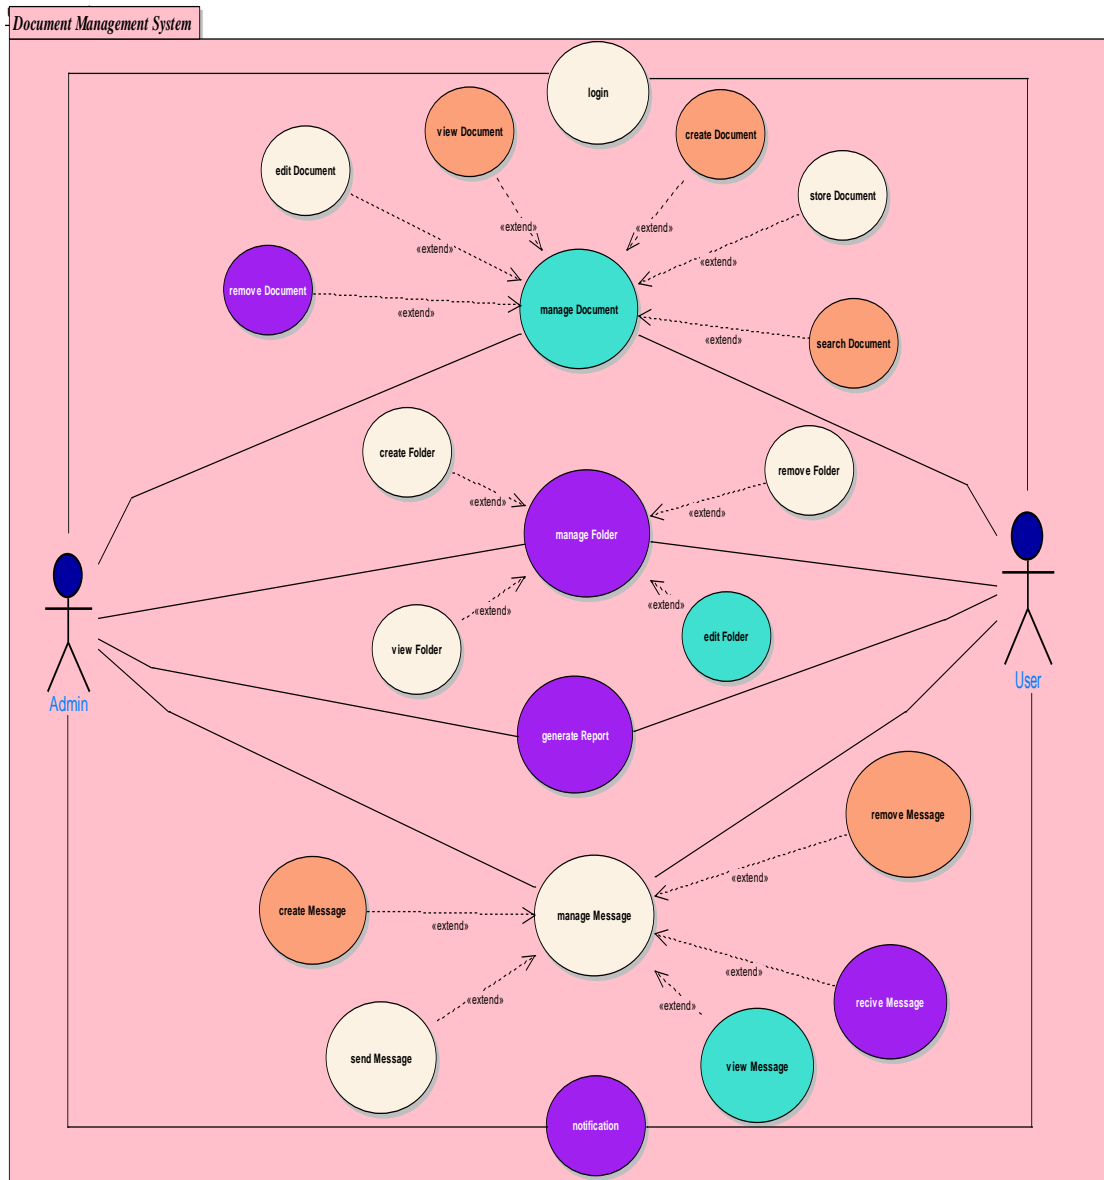 Document Management System
login
view Document
create Document
edit Document
store Document
«extend»
«extend»
«extend»
«extend»
remove Document
manage Document
«extend»
«extend»
search Document
create Folder
remove Folder
«extend»
«extend»
manage Folder
«extend»
«extend»
view Folder
edit Folder
Admin
User
generate Report
remove Message
«extend»
create Message
manage Message
«extend»
«extend»
«extend»
«extend»
recive Message
send Message
view Message
notification